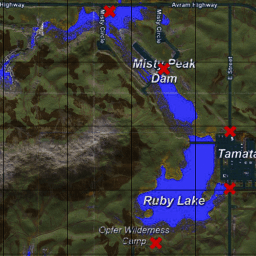 Highway
Avram Highway
Misty Circle
Misty Circle
E Street
Misty Peak
Dam
Tamata
Ruby Lake
Opfer Wilderness
Camp